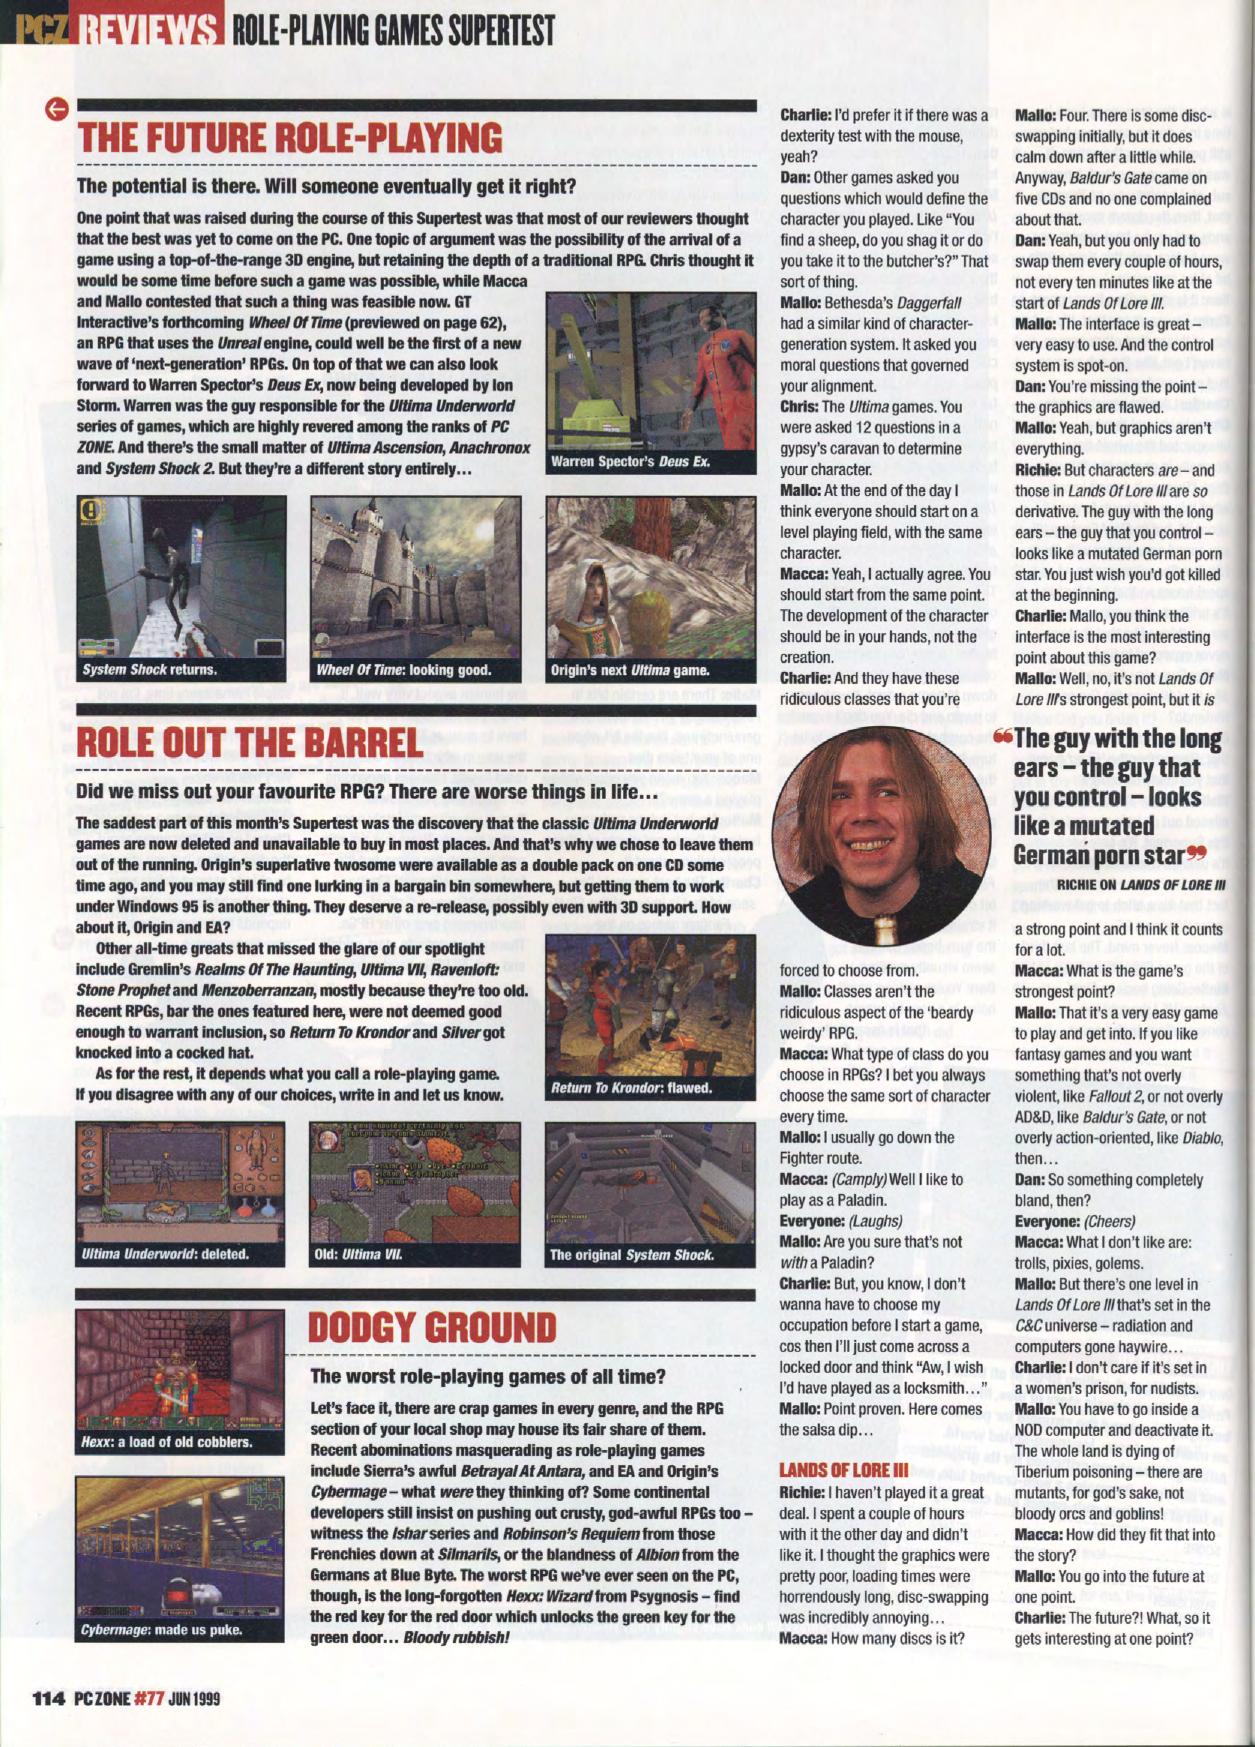 PCZ REVIEWS ROLE-PLAYING GAMES SUPERTEST
THE FUTURE ROLE-PLAYING
The potential is there. Will someone eventually get it right?
One point that was raised during the course of this Supertest was that most of our reviewers thought
that the best was yet to come on the PC. One topic of argument was the possibility of the arrival of a
game using a top-of-the-range 3D engine, but retaining the depth of a traditional RPG. Chris thought it
would be some time before such a game was possible, while Macca
and Mallo contested that such a thing was feasible now. GT
Interactive's forthcoming Wheel Of Time (previewed on page 62),
an RPG that uses the Unreal engine, could well be the first of a new
wave of 'next-generation' RPGs. On top of that we can also look
forward to Warren Spector's Deus Ex, now being developed by Ion
Storm. Warren was the guy responsible for the Ultima Underworld
series of games, which are highly revered among the ranks of PC
ZONE. And there's the small matter of Ultima Ascension, Anachronox
and System Shock 2. But they're a different story entirely...
Warren Spector's Deus Ex.
System Shock returns.
Wheel Of Time: looking good.
Origin's next Ultima game.
ROLE OUT THE BARREL
Did we miss out your favourite RPG? There are worse things in life...
The saddest part of this month's Supertest was the discovery that the classic Ultima Underworld
games are now deleted and unavailable to buy in most places. And that's why we chose to leave them
out of the running. Origin's superlative twosome were available as a double pack on one CD some
time ago, and you may still find one lurking in a bargain bin somewhere, but getting them to work
under Windows 95 is another thing. They deserve a re-release, possibly even with 3D support. How
about it, Origin and EA?
Other all-time greats that missed the glare of our spotlight
include Gremlin's Realms Of The Haunting, Ultima VII, Ravenloft:
Stone Prophet and Menzoberranzan, mostly because they're too old.
Recent RPGs, bar the ones featured here, were not deemed good
enough to warrant inclusion, so Return To Krondor and Silver got
knocked into a cocked hat.
As for the rest, it depends what you call a role-playing game.
If you disagree with any of our choices, write in and let us know.
Return To Krondor: flawed.
Ultima Underworld: deleted.
Old: Ultima VII.
The original System Shock.
DODGY GROUND
The worst role-playing games of all time?
Let's face it, there are crap games in every genre, and the RPG
section of your local shop may house its fair share of them.
Recent abominations masquerading as role-playing games
include Sierra's awful Betrayal At Antara, and EA and Origin's
Cybermage – what were they thinking of? Some continental
developers still insist on pushing out crusty, god-awful RPGs too –
witness the Ishar series and Robinson's Requiem from those
Frenchies down at Silmarils, or the blandness of Albion from the
Germans at Blue Byte. The worst RPG we've ever seen on the PC,
though, is the long-forgotten Hexx: Wizard from Psygnosis – find
the red key for the red door which unlocks the green key for the
green door... Bloody rubbish!
Hexx: a load of old cobblers.
Cybermage: made us puke.
Charlie: I'd prefer it if there was a
dexterity test with the mouse,
yeah?
Dan: Other games asked you
questions which would define the
character you played. Like "You
find a sheep, do you shag it or do
you take it to the butcher's?" That
sort of thing.
Mallo: Bethesda's Daggerfall
had a similar kind of character-
generation system. It asked you
moral questions that governed
your alignment.
Chris: The Ultima games. You
were asked 12 questions in a
gypsy's caravan to determine
your character.
Mallo: At the end of the day I
think everyone should start on a
level playing field, with the same
character.
Macca: Yeah, I actually agree. You
should start from the same point.
The development of the character
should be in your hands, not the
creation.
Charlie: And they have these
ridiculous classes that you're
forced to choose from.
Mallo: Classes aren't the
ridiculous aspect of the 'beardy
weirdy' RPG.
Macca: What type of class do you
choose in RPGs? I bet you always
choose the same sort of character
every time.
Mallo: I usually go down the
Fighter route.
Macca: (Camply) Well I like to
play as a Paladin.
Everyone: (Laughs)
Mallo: Are you sure that's not
with a Paladin?
Charlie: But, you know, I don't
wanna have to choose my
occupation before I start a game,
cos then I'll just come across a
locked door and think "Aw, I wish
I'd have played as a locksmith..."
Mallo: Point proven. Here comes
the salsa dip...
LANDS OF LORE III
Richie: I haven't played it a great
deal. I spent a couple of hours
with it the other day and didn't
like it. I thought the graphics were
pretty poor, loading times were
horrendously long, disc-swapping
was incredibly annoying...
Macca: How many discs is it?
Mallo: Four. There is some disc-
swapping initially, but it does
calm down after a little while.
Anyway, Baldur's Gate came on
five CDs and no one complained
about that.
Dan: Yeah, but you only had to
swap them every couple of hours,
not every ten minutes like at the
start of Lands Of Lore III.
Mallo: The interface is great –
very easy to use. And the control
system is spot-on.
Dan: You're missing the point –
the graphics are flawed.
Mallo: Yeah, but graphics aren't
everything.
Richie: But characters are – and
those in Lands Of Lore III are so
derivative. The guy with the long
ears – the guy that you control –
looks like a mutated German porn
star. You just wish you'd got killed
at the beginning.
Charlie: Mallo, you think the
interface is the most interesting
point about this game?
Mallo: Well, no, it's not Lands Of
Lore III's strongest point, but it is
“The guy with the long
ears – the guy that
you control – looks
like a mutated
German porn star”
RICHIE ON LANDS OF LORE III
a strong point and I think it counts
for a lot.
Macca: What is the game's
strongest point?
Mallo: That it's a very easy game
to play and get into. If you like
fantasy games and you want
something that's not overly
violent, like Fallout 2, or not overly
AD&D, like Baldur's Gate, or not
overly action-oriented, like Diablo,
then...
Dan: So something completely
bland, then?
Everyone: (Cheers)
Macca: What I don't like are:
trolls, pixies, golems.
Mallo: But there's one level in
Lands Of Lore III that's set in the
C&C universe – radiation and
computers gone haywire...
Charlie: I don't care if it's set in
a women's prison, for nudists.
Mallo: You have to go inside a
NOD computer and deactivate it.
The whole land is dying of
Tiberium poisoning – there are
mutants, for god's sake, not
bloody orcs and goblins!
Macca: How did they fit that into
the story?
Mallo: You go into the future at
one point.
Charlie: The future?! What, so it
gets interesting at one point?
114 PC ZONE #77 JUN 1999